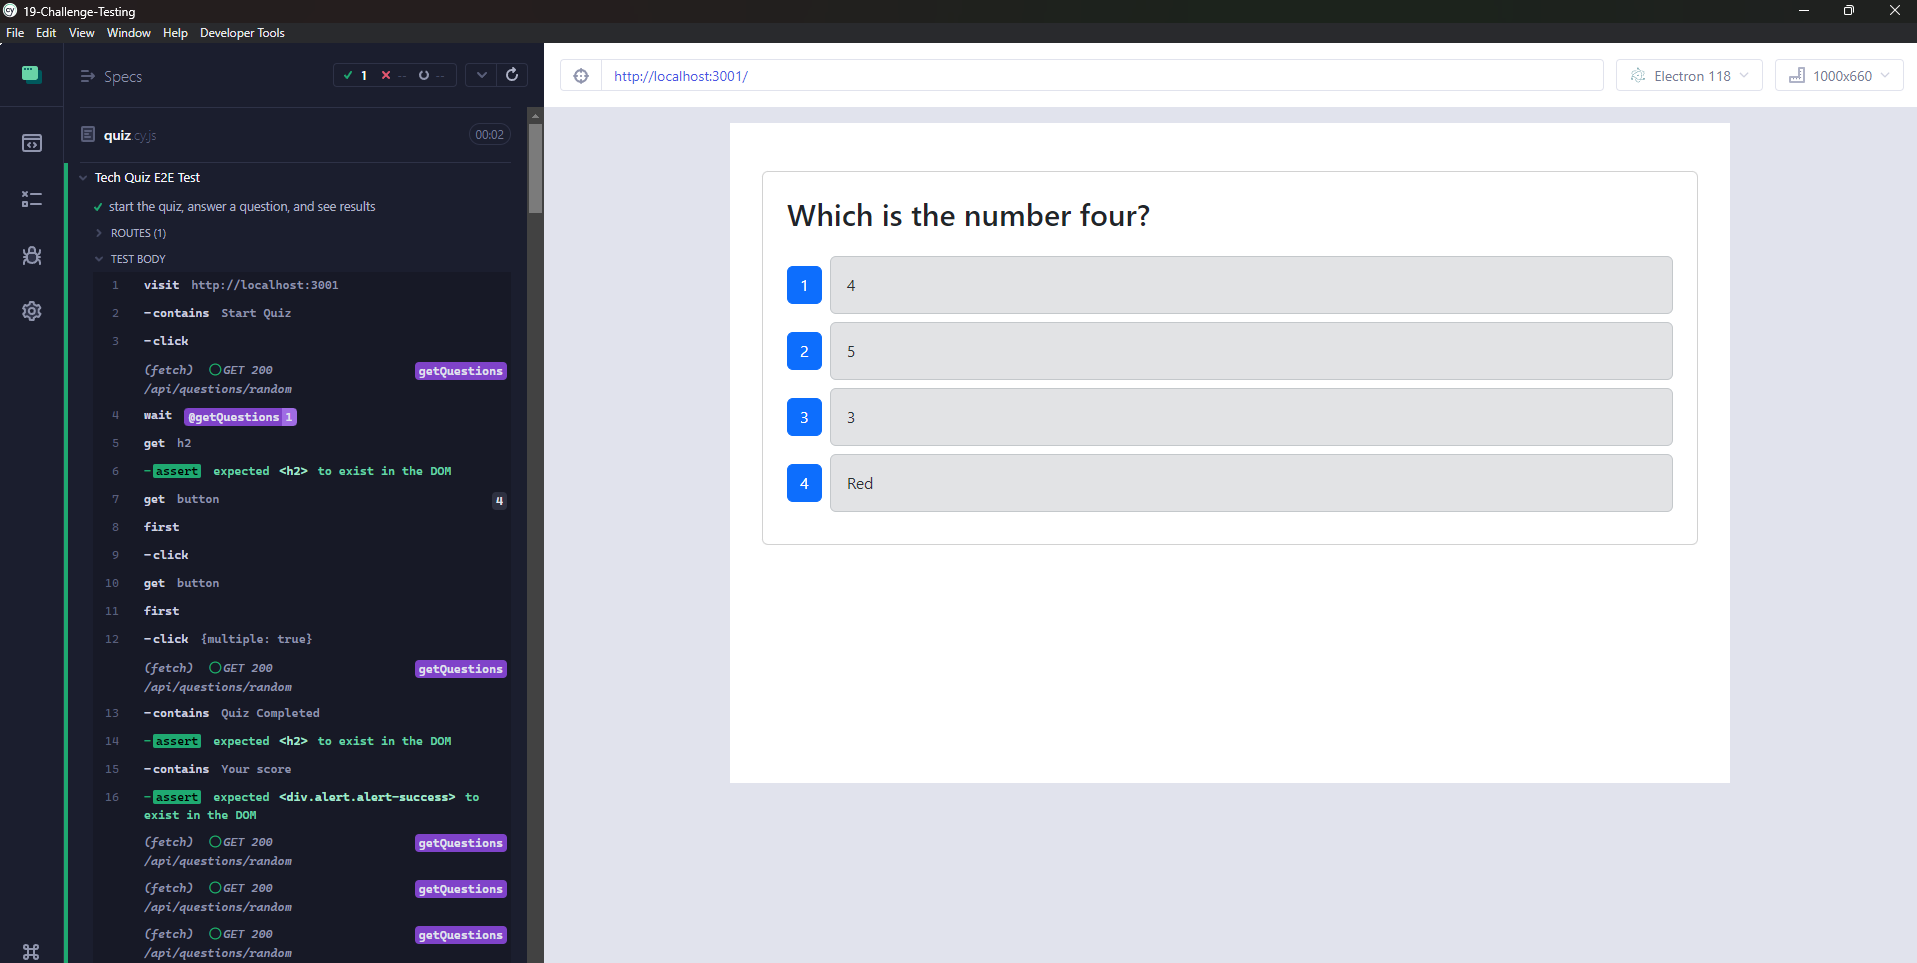 cy 19-Challenge-Testing
File Edit View Window Help Developer Tools
Specs
1 -- --
quiz.cy.js
00:02
Tech Quiz E2E Test
start the quiz, answer a question, and see results
ROUTES (1)
TEST BODY
1 visit http://localhost:3001
2 -contains Start Quiz
3 -click
(fetch) GET 200 getQuestions
/api/questions/random
4 wait @getQuestions 1
5 get h2
6 -assert expected <h2> to exist in the DOM
7 get button 4
8 first
9 -click
10 get button
11 first
12 -click {multiple: true}
(fetch) GET 200 getQuestions
/api/questions/random
13 -contains Quiz Completed
14 -assert expected <h2> to exist in the DOM
15 -contains Your score
16 -assert expected <div.alert.alert-success> to
exist in the DOM
(fetch) GET 200 getQuestions
/api/questions/random
(fetch) GET 200 getQuestions
/api/questions/random
(fetch) GET 200 getQuestions
/api/questions/random
http://localhost:3001/
Electron 118
1000x660
Which is the number four?
1 4
2 5
3 3
4 Red